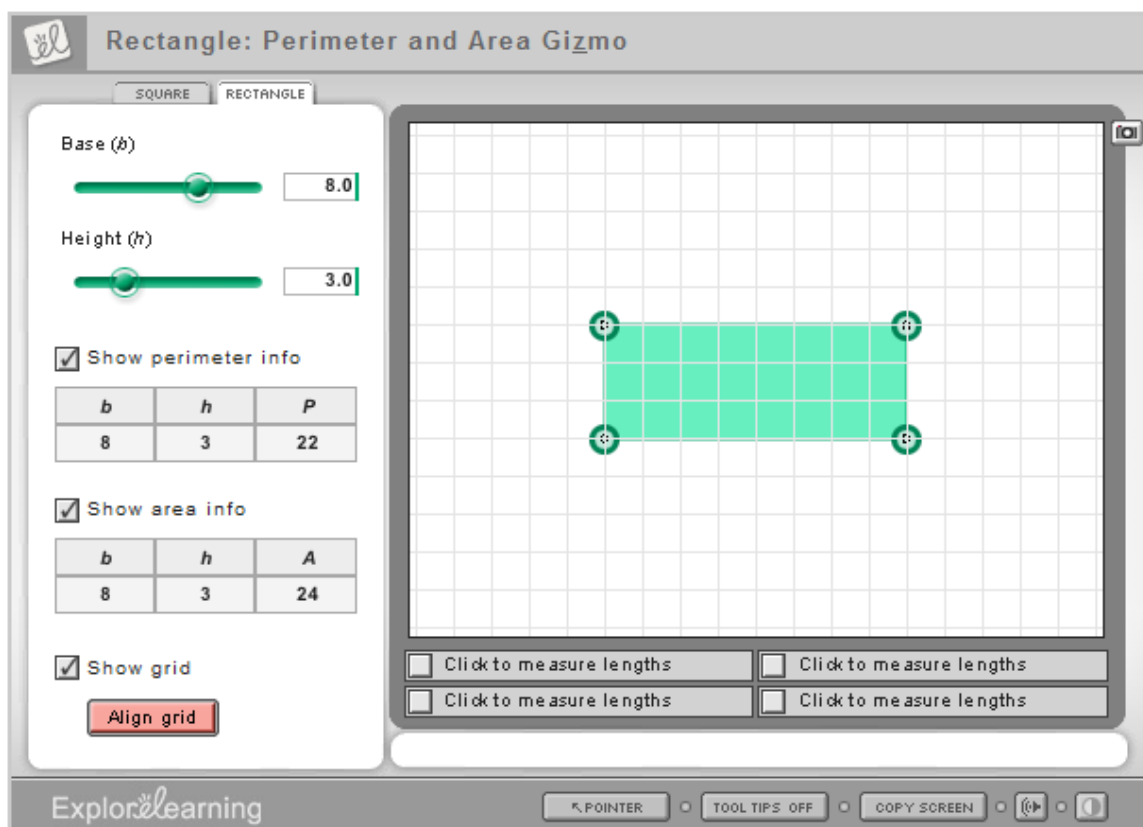 Rectangle: Perimeter and Area Gizmo
SQUARE RECTANGLE
Base (b)
8.0
Height (h)
3.0
Show perimeter info
b h P
8 3 22
Show area info
b h A
8 3 24
Show grid
Align grid
Click to measure lengths Click to measure lengths
Click to measure lengths Click to measure lengths
ExploreLearning
POINTER TOOL TIPS OFF COPY SCREEN